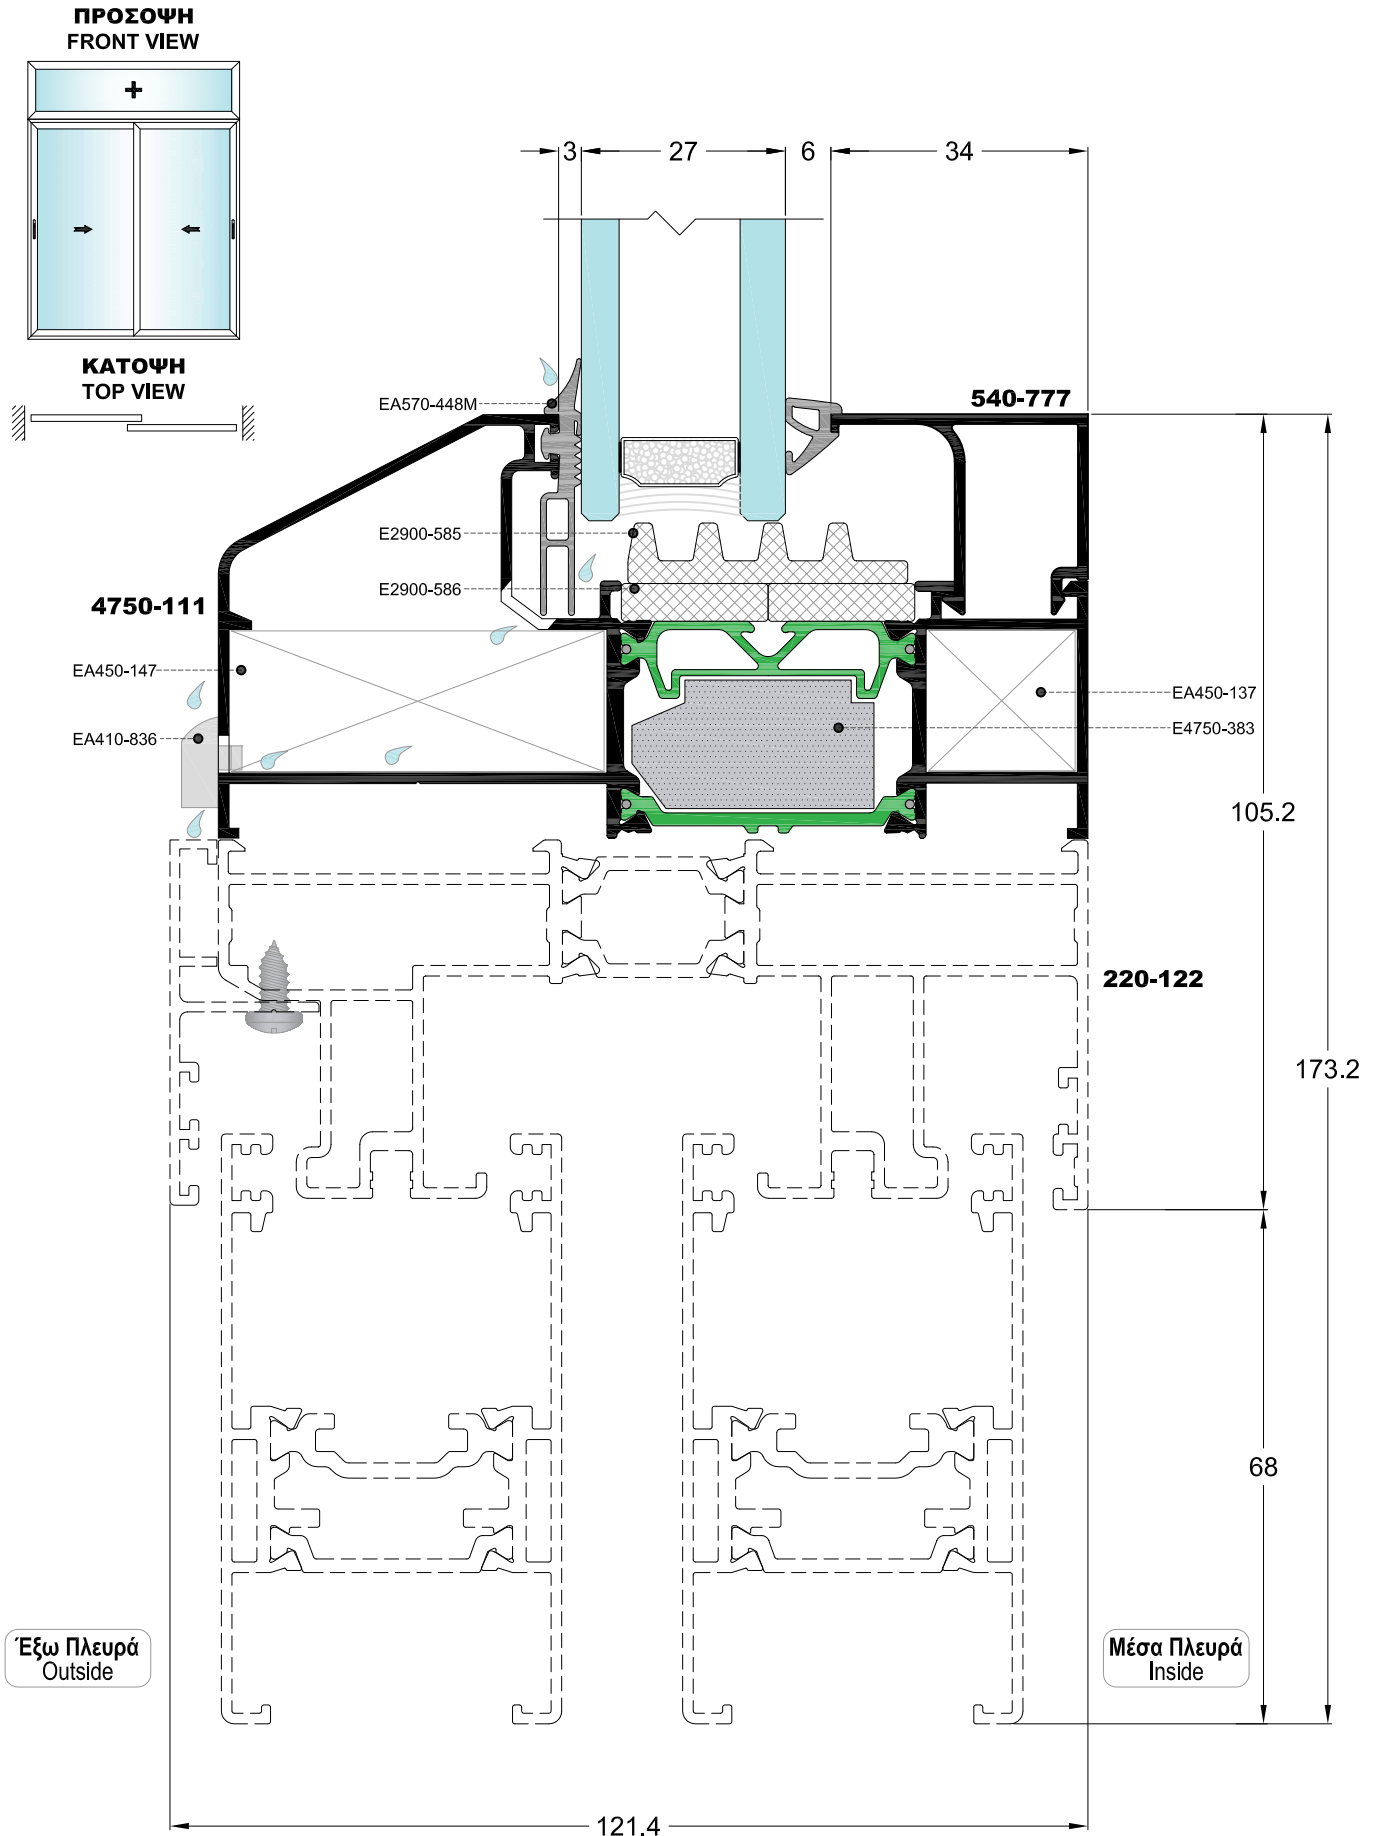 ΠΡΟΣΟΨΗ
FRONT VIEW
ΚΑΤΟΨΗ
TOP VIEW
3
27
6
34
EA570-448M
540-777
E2900-585
E2900-586
4750-111
EA450-147
EA410-836
EA450-137
E4750-383
105.2
220-122
173.2
68
Έξω Πλευρά
Outside
Μέσα Πλευρά
Inside
121.4